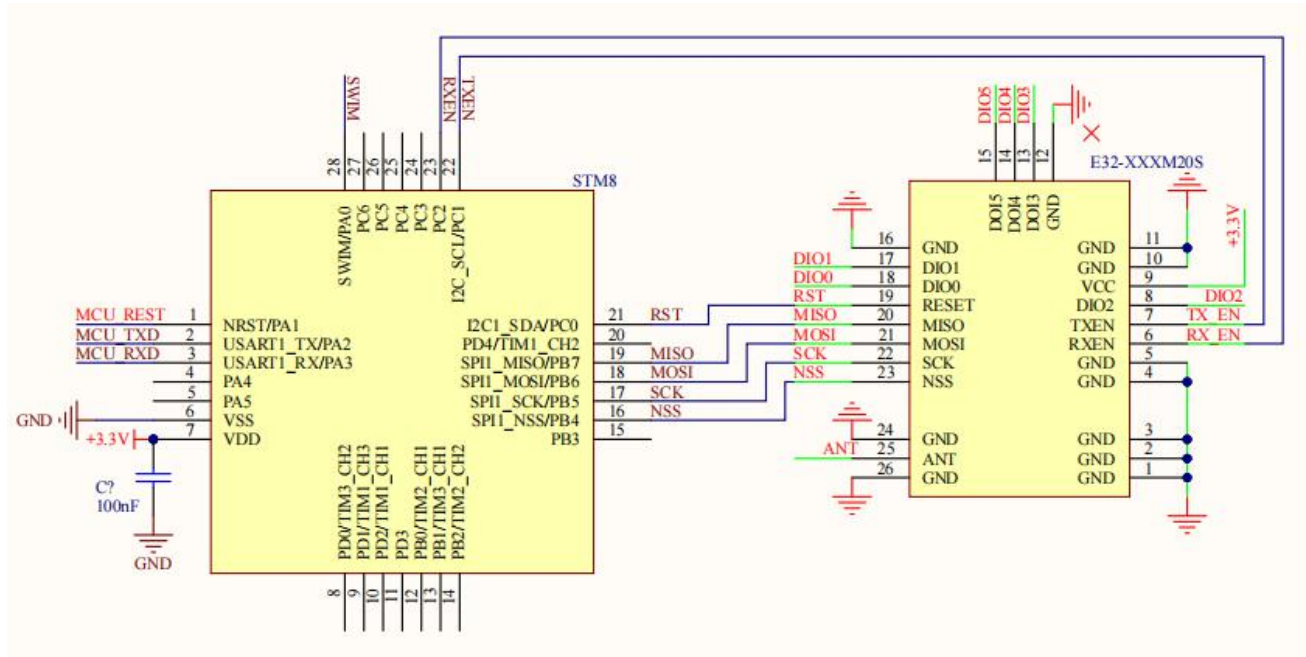 SWIM
RXEN
TXEN
28
27
26
25
24
23
22
STM8
SWIM/PA0
PC6
PC5
PC4
PC3
PC2
I2C_SCL/PC1
MCU_REST 1 NRST/PA1
MCU_TXD 2 USART1_TX/PA2
MCU_RXD 3 USART1_RX/PA3
4 PA4
5 PA5
GND 6 VSS
+3.3V 7 VDD
C?
100nF
GND
I2C1_SDA/PC0 21 RST
PD4/TIM1_CH2 20
SPI1_MISO/PB7 19 MISO
SPI1_MOSI/PB6 18 MOSI
SPI1_SCK/PB5 17 SCK
SPI1_NSS/PB4 16 NSS
PB3 15
PD0/TIM3_CH2
PD1/TIM1_CH3
PD2/TIM1_CH1
PD3
PB0/TIM2_CH1
PB1/TIM3_CH1
PB2/TIM2_CH2
8
9
10
11
12
13
14
DIO5
DIO4
DIO3
15
14
13
12
E32-XXXM20S
DOI5
DOI4
DOI3
GND
16 GND
DIO1 17 DIO1
DIO0 18 DIO0
RST 19 RESET
MISO 20 MISO
MOSI 21 MOSI
SCK 22 SCK
NSS 23 NSS
24 GND
ANT 25 ANT
26 GND
+3.3V
GND 11
GND 10
VCC 9
DIO2 8 DIO2
TXEN 7 TX_EN
RXEN 6 RX_EN
GND 5
GND 4
GND 3
GND 2
GND 1